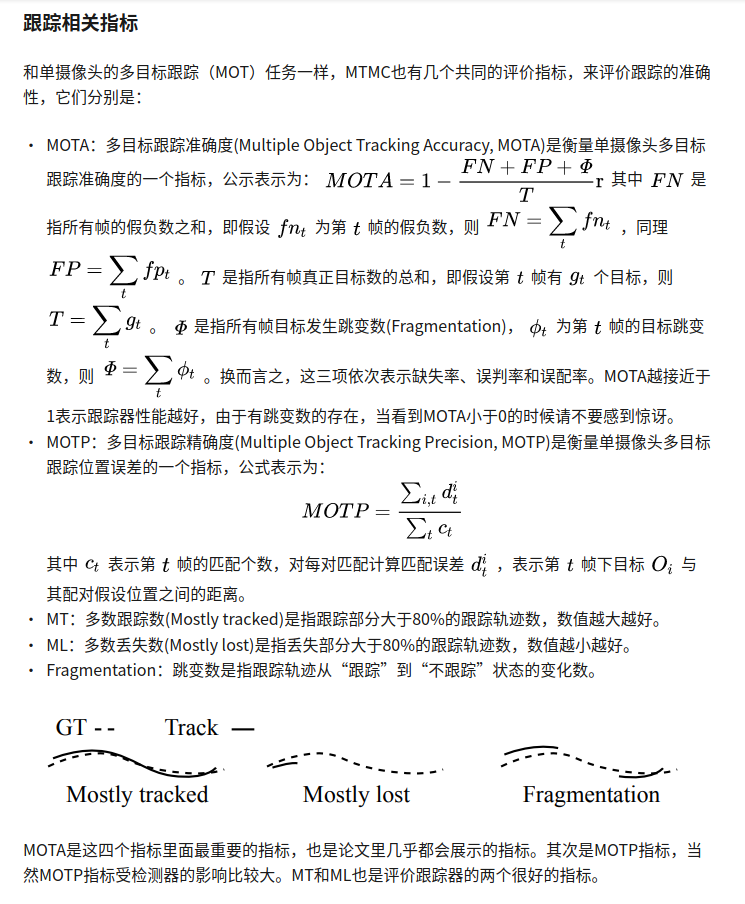 跟踪相关指标
和单摄像头的多目标跟踪（MOT）任务一样，MTMC也有几个共同的评价指标，来评价跟踪的准确
性，它们分别是：
• MOTA：多目标跟踪准确度(Multiple Object Tracking Accuracy, MOTA)是衡量单摄像头多目标
跟踪准确度的一个指标，公示表示为： $MOTA = 1 - \frac{FN + FP + \Phi}{T}$r 其中 $FN$ 是
指所有帧的假负数之和，即假设 $fn_t$ 为第 $t$ 帧的假负数，则 $FN = \sum_t fn_t$ ，同理
$FP = \sum_t fp_t$ 。 $T$ 是指所有帧真正目标数的总和，即假设第 $t$ 帧有 $g_t$ 个目标，则
$T = \sum_t g_t$ 。 $\Phi$ 是指所有帧目标发生跳变数(Fragmentation)， $\phi_t$ 为第 $t$ 帧的目标跳变
数，则 $\Phi = \sum_t \phi_t$ 。换而言之，这三项依次表示缺失率、误判率和误配率。MOTA越接近于
1表示跟踪器性能越好，由于有跳变数的存在，当看到MOTA小于0的时候请不要感到惊讶。
• MOTP：多目标跟踪精确度(Multiple Object Tracking Precision, MOTP)是衡量单摄像头多目标
跟踪位置误差的一个指标，公式表示为：
$MOTP = \frac{\sum_{i,t} d_t^i}{\sum_t c_t}$
其中 $c_t$ 表示第 $t$ 帧的匹配个数，对每对匹配计算匹配误差 $d_t^i$ ，表示第 $t$ 帧下目标 $O_i$ 与
其配对假设位置之间的距离。
• MT：多数跟踪数(Mostly tracked)是指跟踪部分大于80%的跟踪轨迹数，数值越大越好。
• ML：多数丢失数(Mostly lost)是指丢失部分大于80%的跟踪轨迹数，数值越小越好。
• Fragmentation：跳变数是指跟踪轨迹从“跟踪”到“不跟踪”状态的变化数。
GT -- Track —
Mostly tracked Mostly lost Fragmentation
MOTA是这四个指标里面最重要的指标，也是论文里几乎都会展示的指标。其次是MOTP指标，当
然MOTP指标受检测器的影响比较大。MT和ML也是评价跟踪器的两个很好的指标。